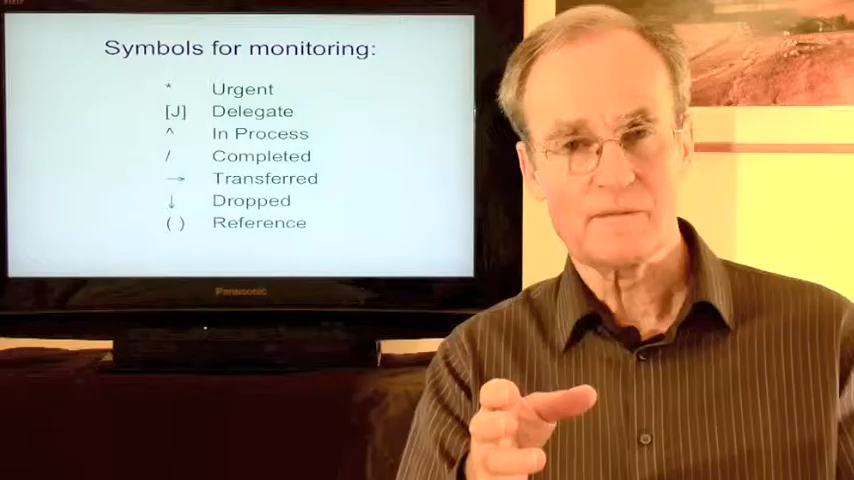 Symbols for monitoring:
* Urgent
[J] Delegate
^ In Process
/ Completed
→ Transferred
↓ Dropped
( ) Reference
Panasonic